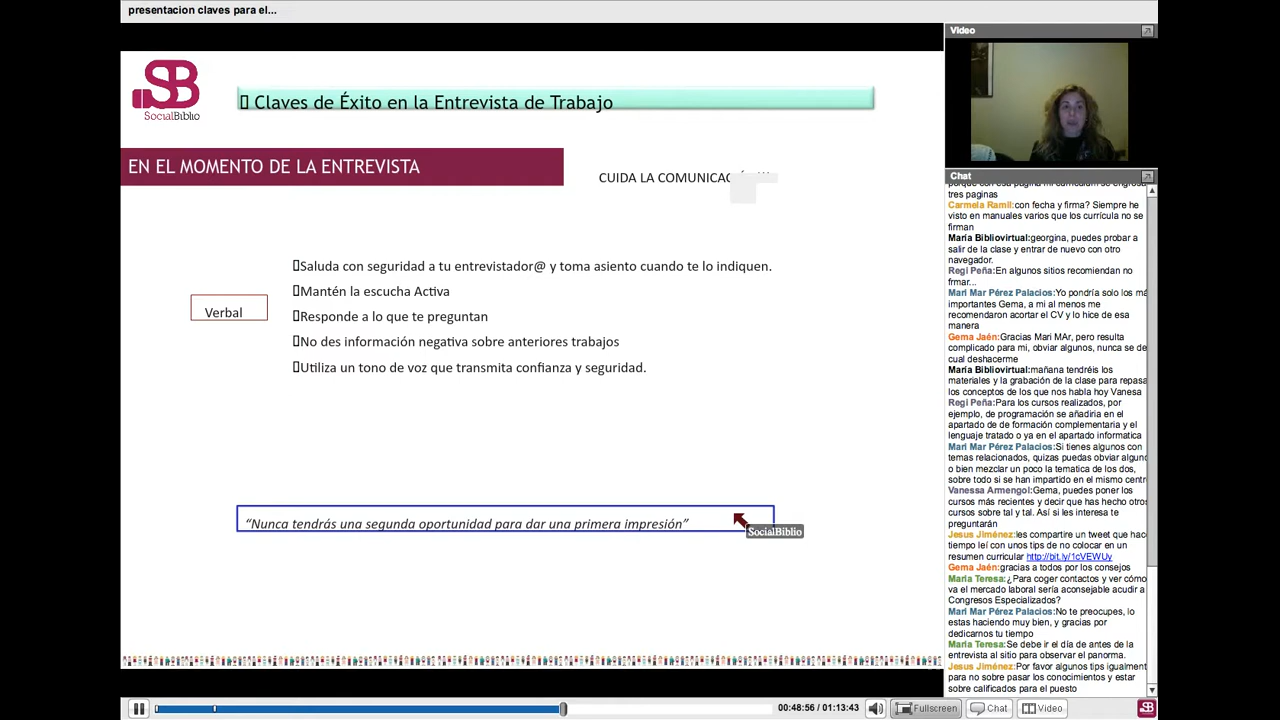 presentacion claves para el...
SB
SocialBiblio
Claves de Éxito en la Entrevista de Trabajo
EN EL MOMENTO DE LA ENTREVISTA
CUIDA LA
Saluda con seguridad a tu entrevistador@ y toma asiento cuando te lo indiquen.
Mantén la escucha Activa
Verbal
Responde a lo que te preguntan
No des información negativa sobre anteriores trabajos
Utiliza un tono de voz que transmita confianza y seguridad.
“Nunca tendrás una segunda oportunidad para dar una primera impresión”
SocialBiblio
Video
Chat
porque con esa pagina mi curriculum se engrosa
tres paginas
Carmela Ramil:con fecha y firma? Siempre he
visto en manuales varios que los currícula no se
firman
María Bibliovirtual:georgina, puedes probar a
salir de la clase y entrar de nuevo con otro
navegador.
Regi Peña:En algunos sitios recomiendan no
frmar...
Mari Mar Pérez Palacios:Yo pondría solo los más
importantes Gema, a mi al menos me
recomendaron acortar el CV y lo hice de esa
manera
Gema Jaén:Gracias Mari MAr, pero resulta
complicado para mi, obviar algunos, nunca se de
cual deshacerme
María Bibliovirtual:mañana tendréis los
materiales y la grabación de la clase para repasa
los conceptos de los que nos habla hoy Vanesa
Regi Peña:Para los cursos realizados, por
ejemplo, de programación se añadiria en el
apartado de de formación complementaria y el
lenguaje tratado o ya en el apartado informatica
Mari Mar Pérez Palacios:Si tienes algunos con
temas relacionados, quizas puedas obviar alguno
o bien mezclar un poco la tematica de los dos,
sobre todo si se han impartido en el mismo centr
Vanessa Armengol:Gema, puedes poner los
cursos más recientes y decir que has hecho otros
cursos sobre tal y tal. Así si les interesa te
preguntarán
Jesus Jiménez:les compartire un tweet que hac
tiempo leí con unos tips de no colocar en un
resumen curricular http://bit.ly/1cVEWUy
Gema Jaén:gracias a todos por los consejos
Maria Teresa:¿Para coger contactos y ver cómo
va el mercado laboral sería aconsejable acudir a
Congresos Especializados?
Mari Mar Pérez Palacios:No te preocupes, lo
estas haciendo muy bien, y gracias por
dedicarnos tu tiempo
Maria Teresa:Se debe ir el día de antes de la
entrevista al sitio para observar el panorma.
Jesus Jiménez:Por favor algunos tips igualment
para no sobre pasar los conocimientos y estar
sobre calificados para el puesto
00:48:56 / 01:13:43
Fullscreen
Chat
Video
SB